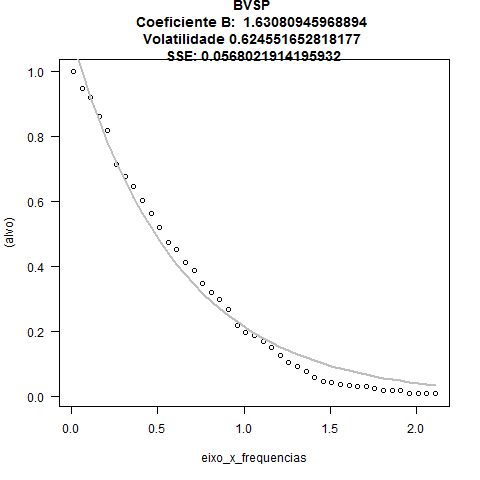 BVSP
Coeficiente B:  1.63080945968894
Volatilidade 0.624551652818177
SSE: 0.0568021914195932
1.0
0.8
0.6
0.4
0.2
0.0
(alvo)
0.0 0.5 1.0 1.5 2.0
eixo_x_frequencias